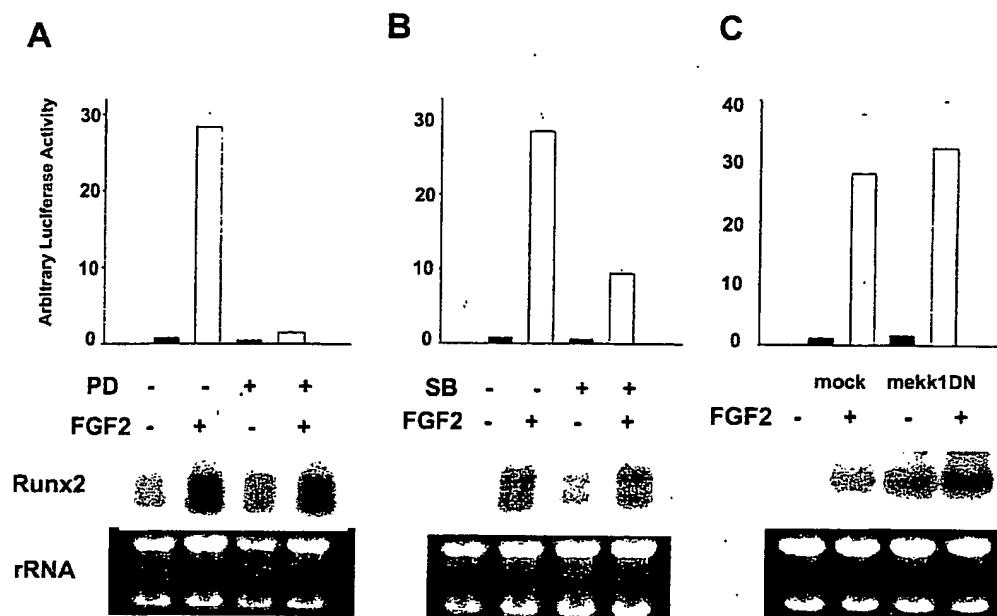 A
B
C
Arbitrary Luciferase Activity
30
20
10
0
30
20
10
0
40
30
20
10
0
PD - - + +
FGF2 - + - +
SB - - + +
FGF2 - + - +
mock mekk1DN
FGF2 - + - +
Runx2
rRNA